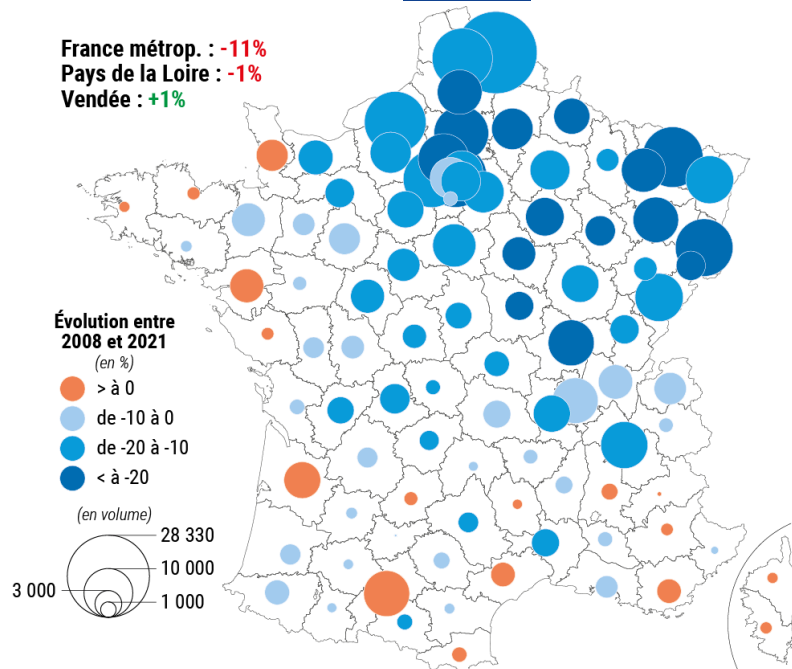 France métrop. : -11%
Pays de la Loire : -1%
Vendée : +1%
Évolution entre
2008 et 2021
(en %)
> à 0
de -10 à 0
de -20 à -10
< à -20
(en volume)
28 330
10 000
3 000
1 000